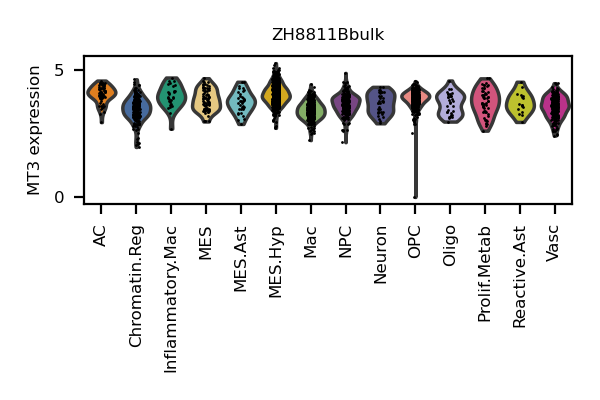 ZH8811Bbulk
MT3 expression
5
0
AC
Chromatin.Reg
Inflammatory.Mac
MES
MES.Ast
MES.Hyp
Mac
NPC
Neuron
OPC
Oligo
Prolif.Metab
Reactive.Ast
Vasc